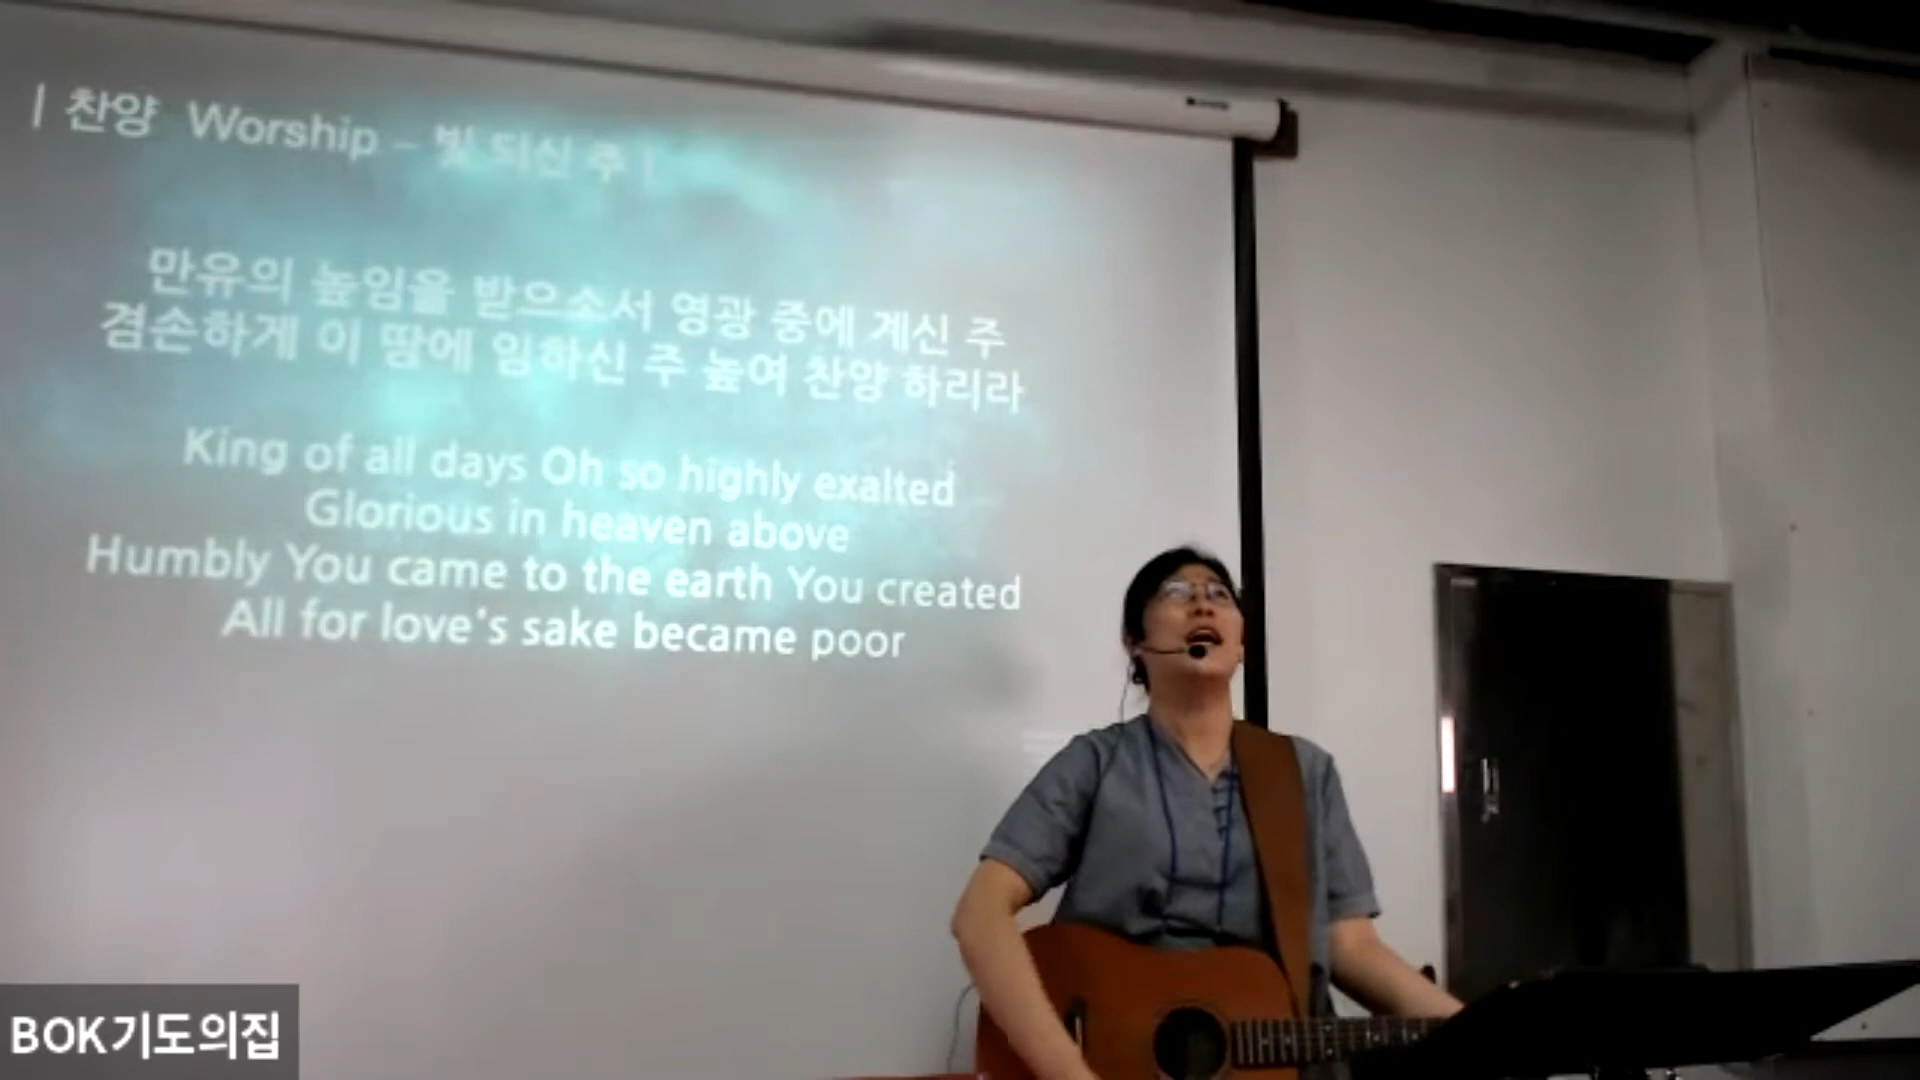 | 찬양 Worship - 빛 되신 주 |
만유의 높임을 받으소서 영광 중에 계신 주
겸손하게 이 땅에 임하신 주 높여 찬양 하리라
King of all days Oh so highly exalted
Glorious in heaven above
Humbly You came to the earth You created
All for love's sake became poor
BOK기도의집